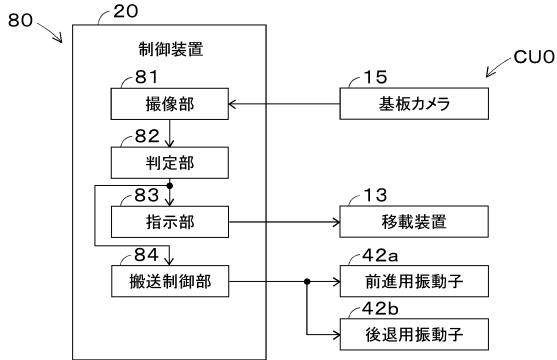 80
20
制御装置
CU0
81
撮像部
15
基板カメラ
82
判定部
83
指示部
13
移載装置
84
搬送制御部
42a
前進用振動子
42b
後退用振動子